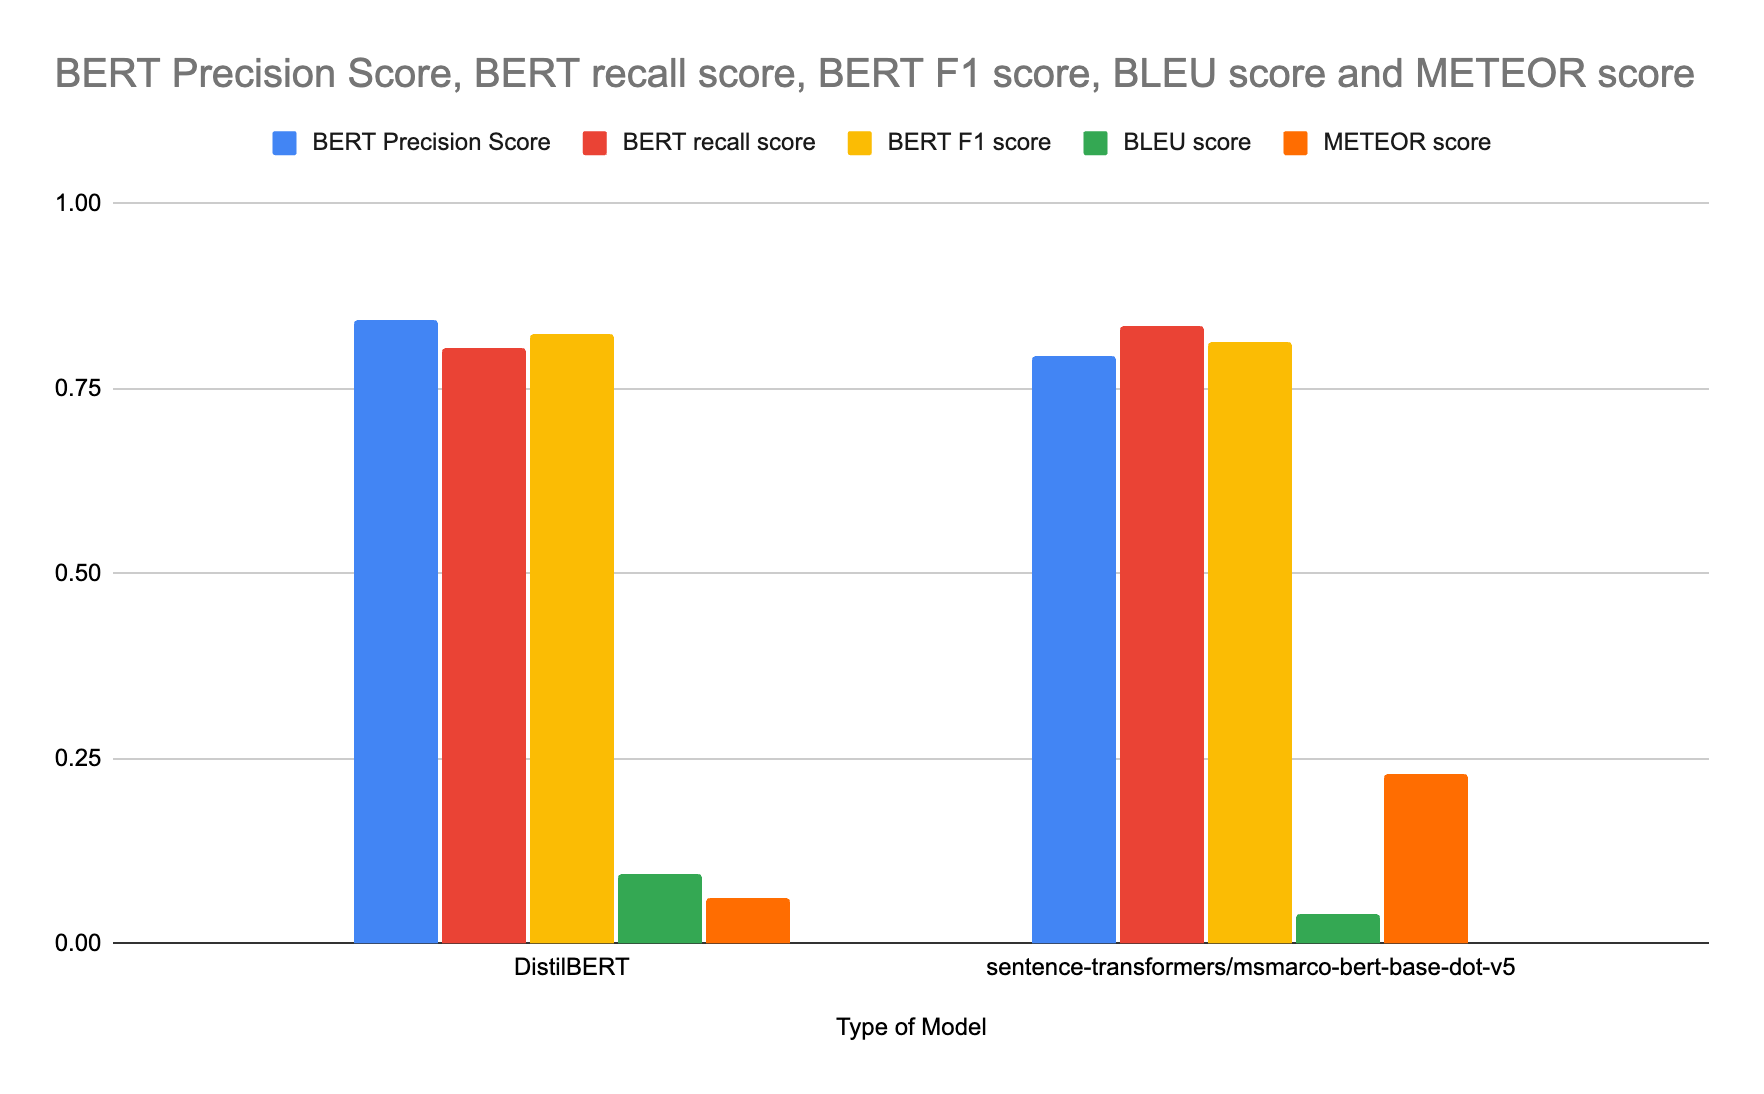 BERT Precision Score, BERT recall score, BERT F1 score, BLEU score and METEOR score
BERT Precision Score BERT recall score BERT F1 score BLEU score METEOR score
1.00
0.75
0.50
0.25
0.00
DistilBERT sentence-transformers/msmarco-bert-base-dot-v5
Type of Model